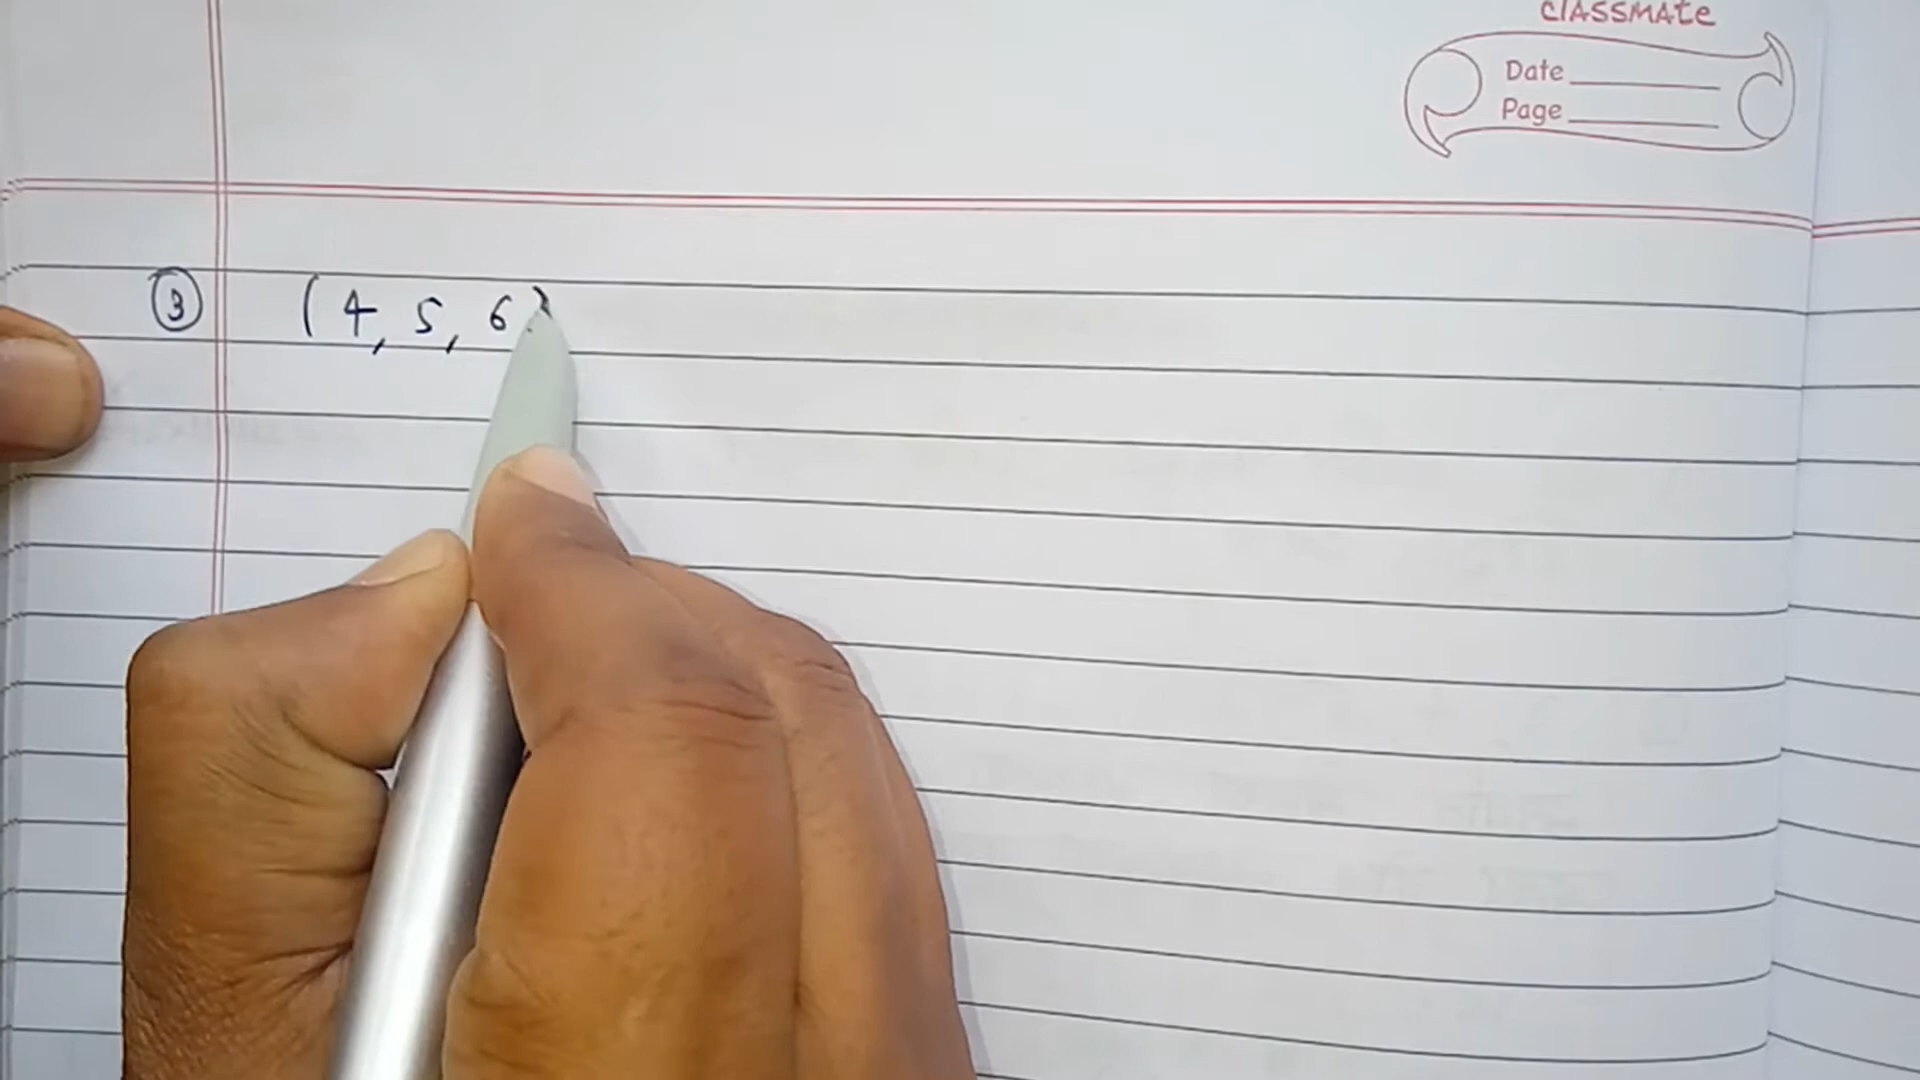 classmate
Date
Page
③ (4, 5, 6)